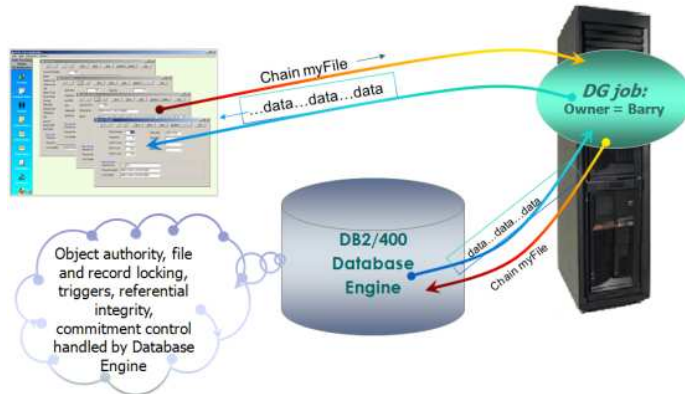 Chain myFile
...data...data...data
DG job:
Owner = Barry
DB2/400
Database
Engine
data...data...data
Chain myFile
Object authority, file
and record locking,
triggers, referential
integrity,
commitment control
handled by Database
Engine